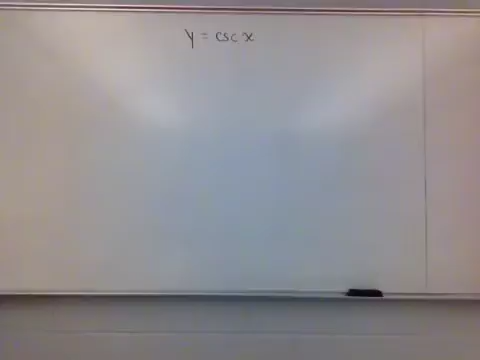 y = csc x